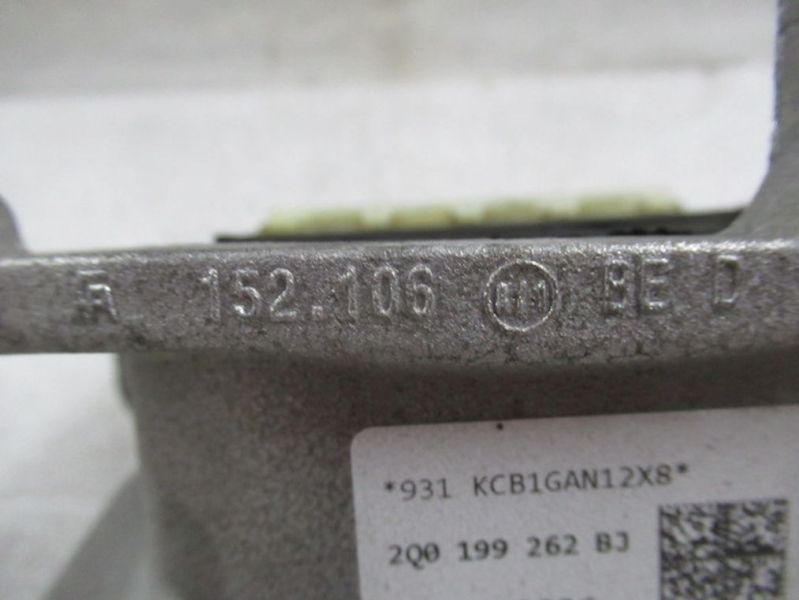 152.106 BE D
*931 KCB1GAN12X8*
2Q0 199 262 BJ